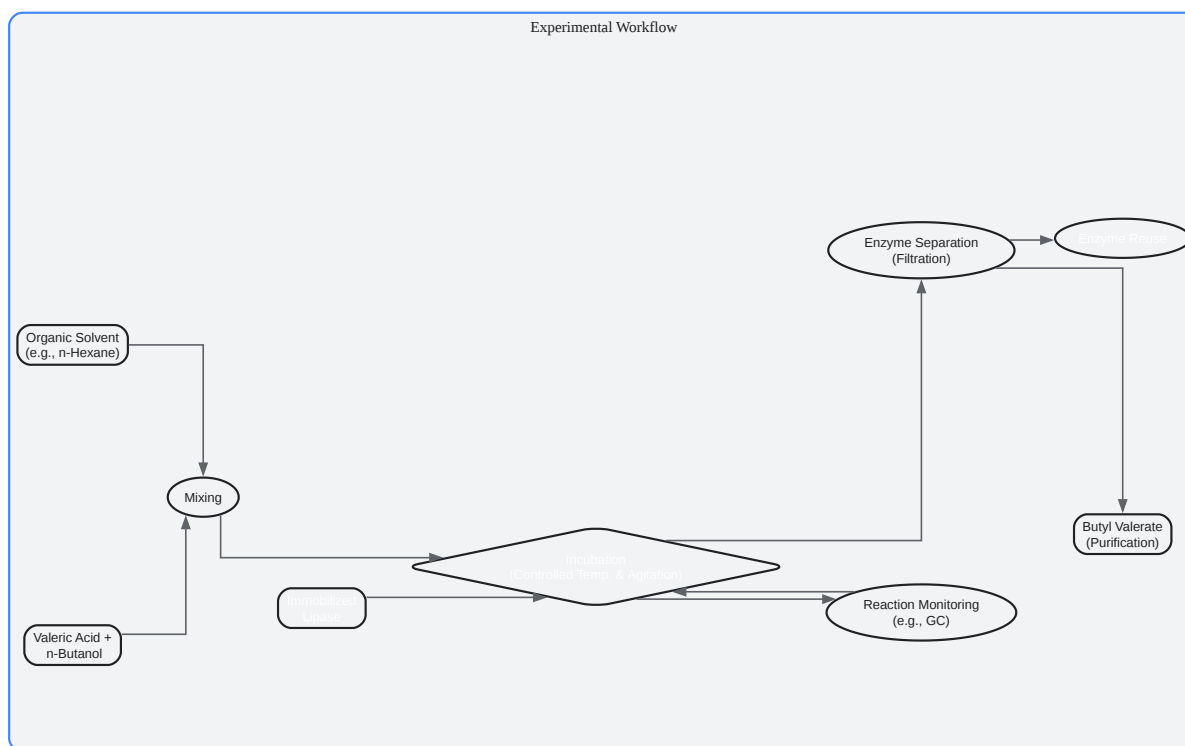 Experimental Workflow
Enzyme Separation
(Filtration)
Enzyme Reuse
Organic Solvent
(e.g., n-Hexane)
Mixing
Butyl Valerate
(Purification)
Incubation
(Controlled Temp. & Agitation)
Immobilized
Lipase
Reaction Monitoring
(e.g., GC)
Valeric Acid +
n-Butanol